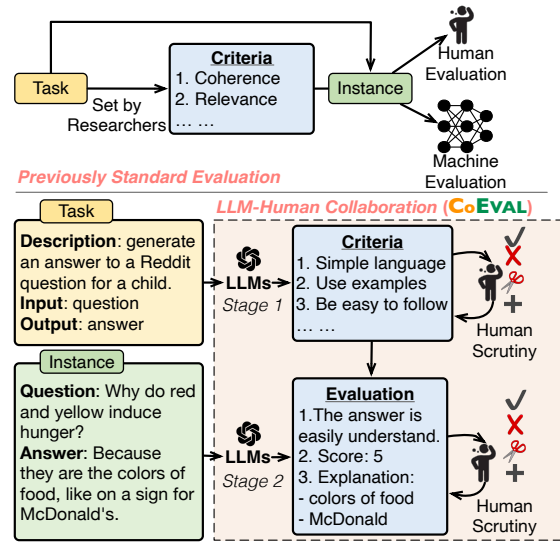 Task
Set by
Researchers
Criteria
1. Coherence
2. Relevance
... ...
Instance
Human
Evaluation
Machine
Evaluation
Previously Standard Evaluation
LLM-Human Collaboration (COEVAL)
Task
Description: generate
an answer to a Reddit
question for a child.
Input: question
Output: answer
LLMs
Stage 1
Criteria
1. Simple language
2. Use examples
3. Be easy to follow
... ...
Human
Scrutiny
Instance
Question: Why do red
and yellow induce
hunger?
Answer: Because
they are the colors of
food, like on a sign for
McDonald's.
LLMs
Stage 2
Evaluation
1.The answer is
easily understand.
2. Score: 5
3. Explanation:
- colors of food
- McDonald
Human
Scrutiny